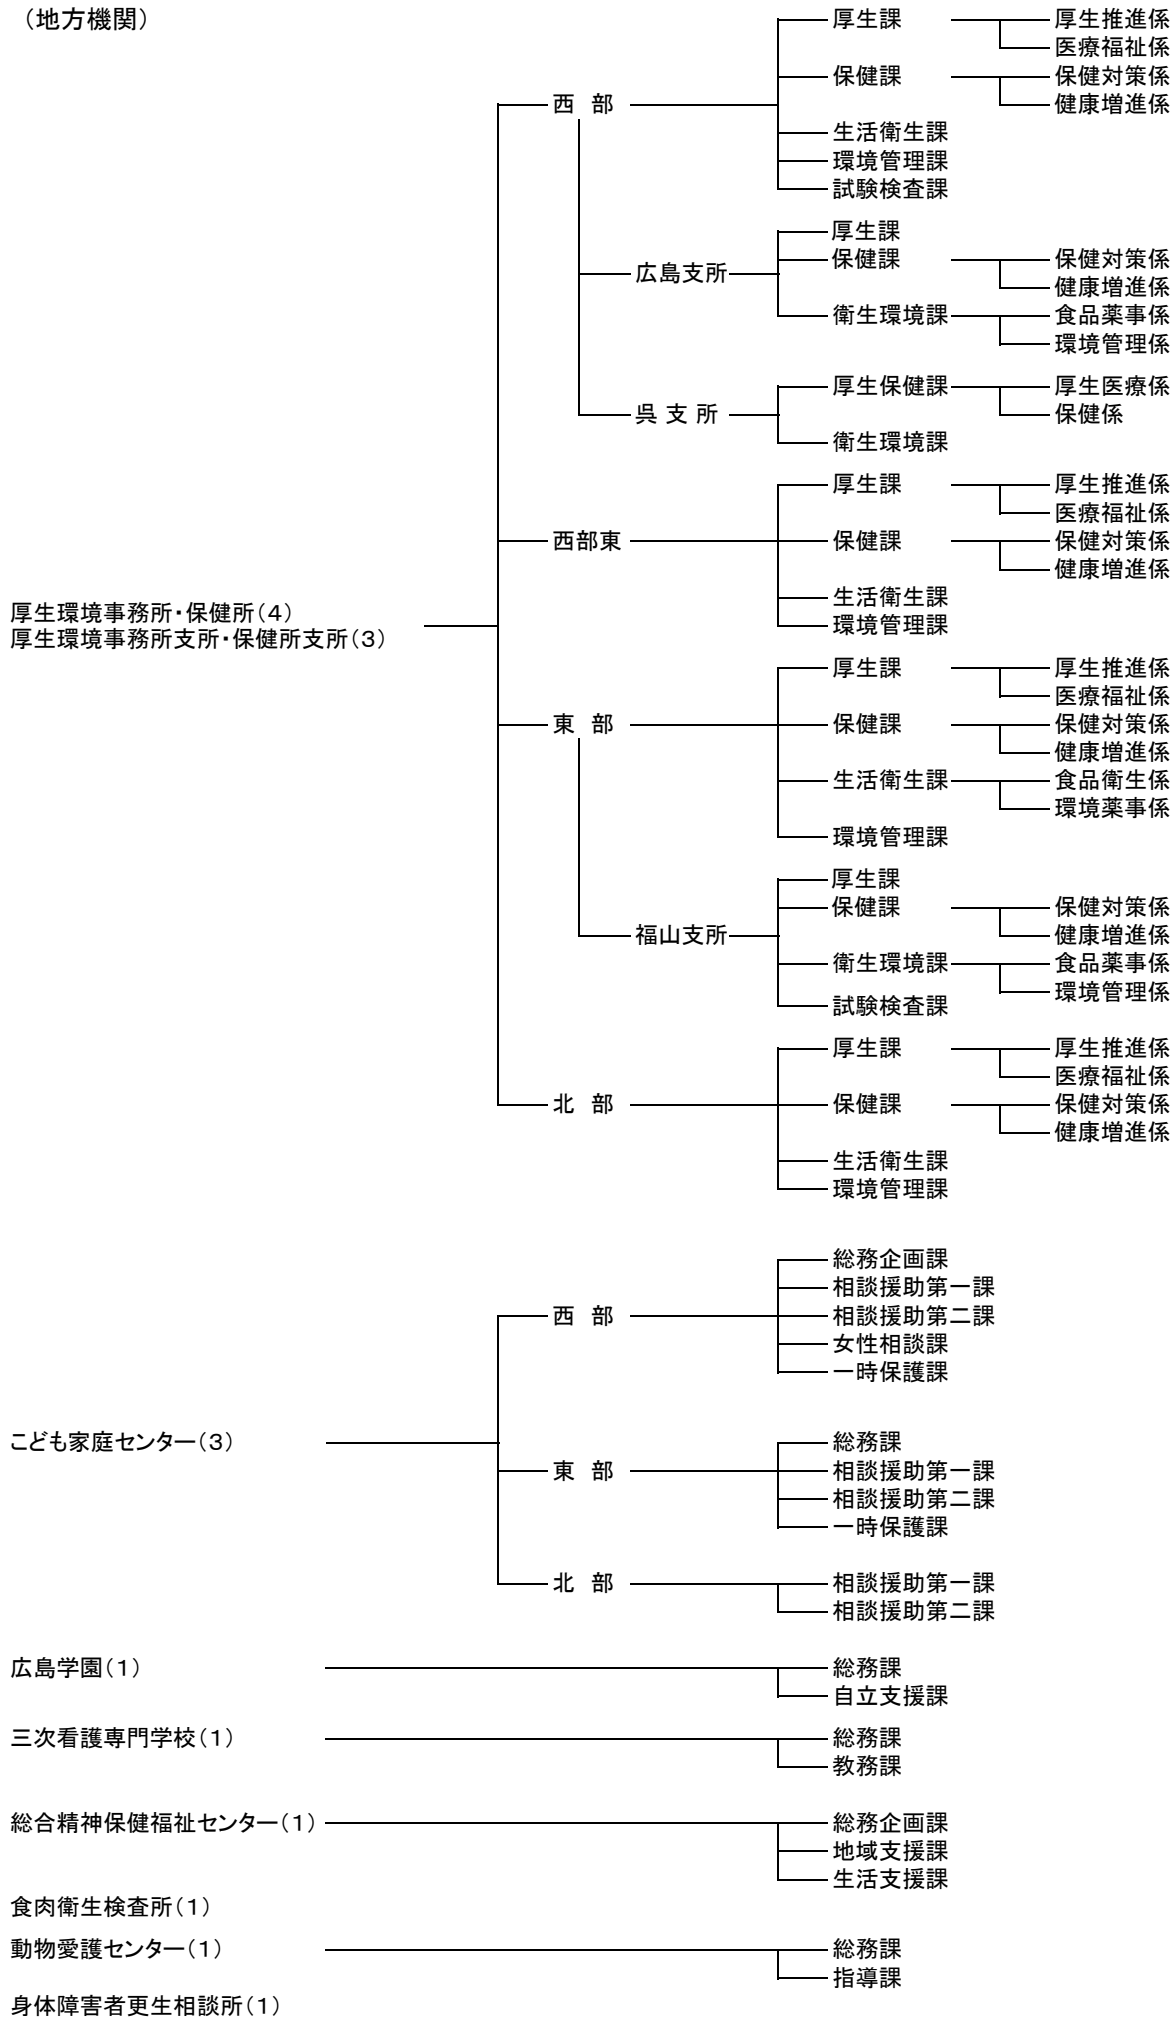 （地方機関）
厚生課 厚生推進係
医療福祉係
保健課 保健対策係
西 部 健康増進係
生活衛生課
環境管理課
試験検査課
厚生課
保健課 保健対策係
広島支所
健康増進係
衛生環境課 食品薬事係
環境管理係
厚生保健課 厚生医療係
呉 支 所 保健係
衛生環境課
厚生課 厚生推進係
医療福祉係
西部東 保健課 保健対策係
健康増進係
生活衛生課
厚生環境事務所・保健所（４）
環境管理課
厚生環境事務所支所・保健所支所（３）
厚生課 厚生推進係
医療福祉係
東 部 保健課 保健対策係
健康増進係
生活衛生課 食品衛生係
環境薬事係
環境管理課
厚生課
保健課 保健対策係
福山支所 健康増進係
衛生環境課 食品薬事係
環境管理係
試験検査課
厚生課 厚生推進係
医療福祉係
北 部 保健課 保健対策係
健康増進係
生活衛生課
環境管理課
総務企画課
相談援助第一課
西 部 相談援助第二課
女性相談課
一時保護課
こども家庭センター（３） 総務課
東 部 相談援助第一課
相談援助第二課
一時保護課
北 部 相談援助第一課
相談援助第二課
広島学園（１） 総務課
自立支援課
三次看護専門学校（１） 総務課
教務課
総合精神保健福祉センター（１） 総務企画課
地域支援課
生活支援課
食肉衛生検査所（１）
動物愛護センター（１） 総務課
指導課
身体障害者更生相談所（１）